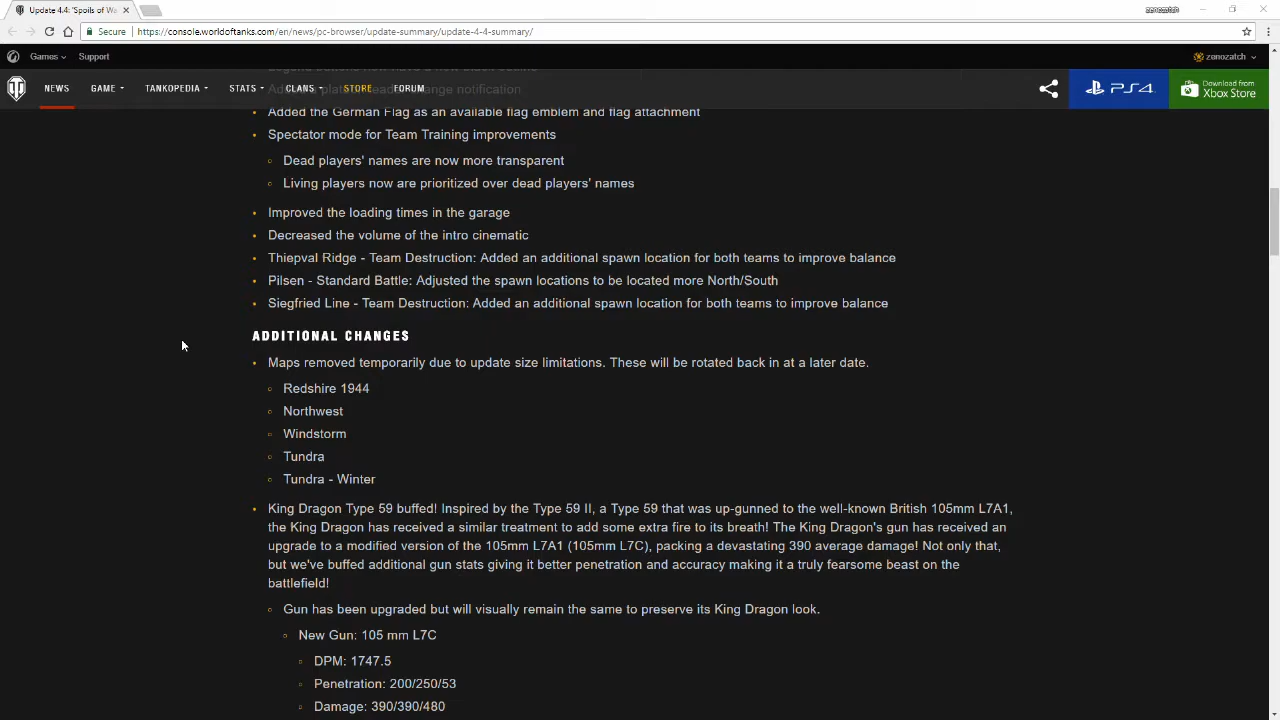 Update 4.4: 'Spoils of Wa
zenozatch
Secure
https://console.worldoftanks.com/en/news/pc-browser/update-summary/update-4-4-summary/
Games
Support
zenozatch
NEWS
GAME
TANKOPEDIA
STATS
CLANS
STORE
FORUM
PS4
Download from
Xbox Store
Added the German Flag as an available flag emblem and flag attachment
Spectator mode for Team Training improvements
Dead players' names are now more transparent
Living players now are prioritized over dead players' names
Improved the loading times in the garage
Decreased the volume of the intro cinematic
Thiepval Ridge - Team Destruction: Added an additional spawn location for both teams to improve balance
Pilsen - Standard Battle: Adjusted the spawn locations to be located more North/South
Siegfried Line - Team Destruction: Added an additional spawn location for both teams to improve balance
ADDITIONAL CHANGES
Maps removed temporarily due to update size limitations. These will be rotated back in at a later date.
Redshire 1944
Northwest
Windstorm
Tundra
Tundra - Winter
King Dragon Type 59 buffed! Inspired by the Type 59 II, a Type 59 that was up-gunned to the well-known British 105mm L7A1,
the King Dragon has received a similar treatment to add some extra fire to its breath! The King Dragon's gun has received an
upgrade to a modified version of the 105mm L7A1 (105mm L7C), packing a devastating 390 average damage! Not only that,
but we've buffed additional gun stats giving it better penetration and accuracy making it a truly fearsome beast on the
battlefield!
Gun has been upgraded but will visually remain the same to preserve its King Dragon look.
New Gun: 105 mm L7C
DPM: 1747.5
Penetration: 200/250/53
Damage: 390/390/480